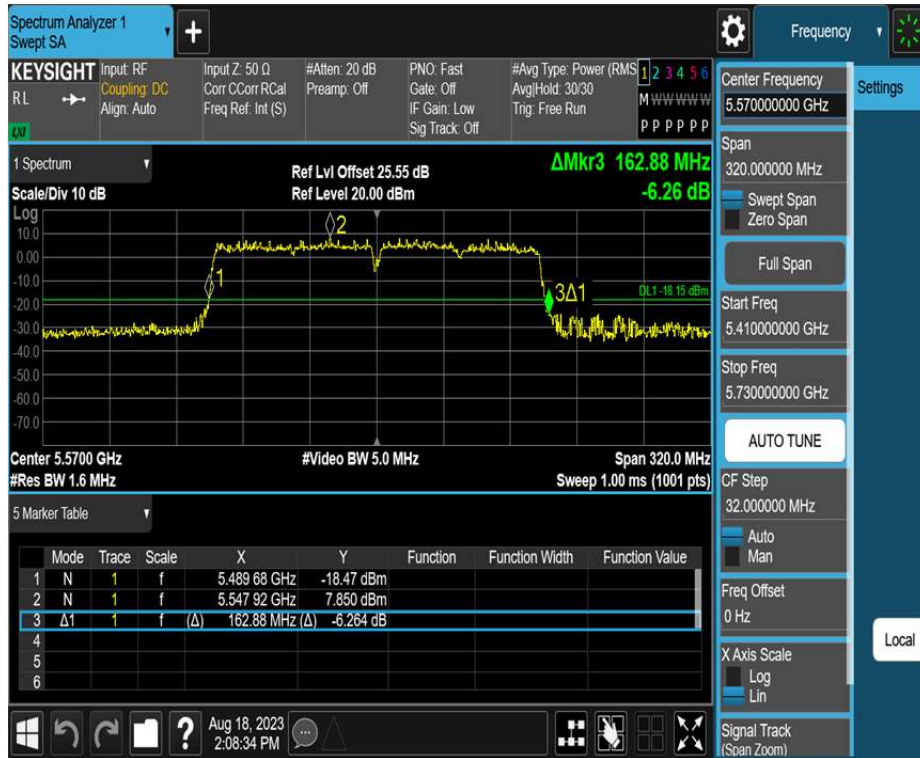 Spectrum Analyzer 1
Swept SA
+
Frequency
KEYSIGHT
RL
LXI
Input: RF
Coupling: DC
Align: Auto
Input Z: 50 Ω
Corr CCorr RCal
Freq Ref: Int (S)
#Atten: 20 dB
Preamp: Off
PNO: Fast
Gate: Off
IF Gain: Low
Sig Track: Off
#Avg Type: Power (RMS
Avg|Hold: 30/30
Trig: Free Run
1 2 3 4 5 6
M W W W W W
P P P P P P
1 Spectrum
Scale/Div 10 dB
Ref Lvl Offset 25.55 dB
Ref Level 20.00 dBm
ΔMkr3 162.88 MHz
-6.26 dB
Log
10.0
0.00
-10.0
-20.0
-30.0
-40.0
-50.0
-60.0
-70.0
2
1
3Δ1
DL1 -18.15 dBm
Center 5.5700 GHz
#Video BW 5.0 MHz
Span 320.0 MHz
#Res BW 1.6 MHz
Sweep 1.00 ms (1001 pts)
5 Marker Table
Mode Trace Scale X Y Function Function Width Function Value
1 N 1 f 5.489 68 GHz -18.47 dBm
2 N 1 f 5.547 92 GHz 7.850 dBm
3 Δ1 1 f (Δ) 162.88 MHz (Δ) -6.264 dB
4
5
6
?
Aug 18, 2023
2:08:34 PM
Center Frequency
5.57000000 GHz
Span
320.000000 MHz
Swept Span
Zero Span
Full Span
Start Freq
5.410000000 GHz
Stop Freq
5.730000000 GHz
AUTO TUNE
CF Step
32.000000 MHz
Auto
Man
Freq Offset
0 Hz
X Axis Scale
Log
Lin
Signal Track
(Span Zoom)
Settings
Local